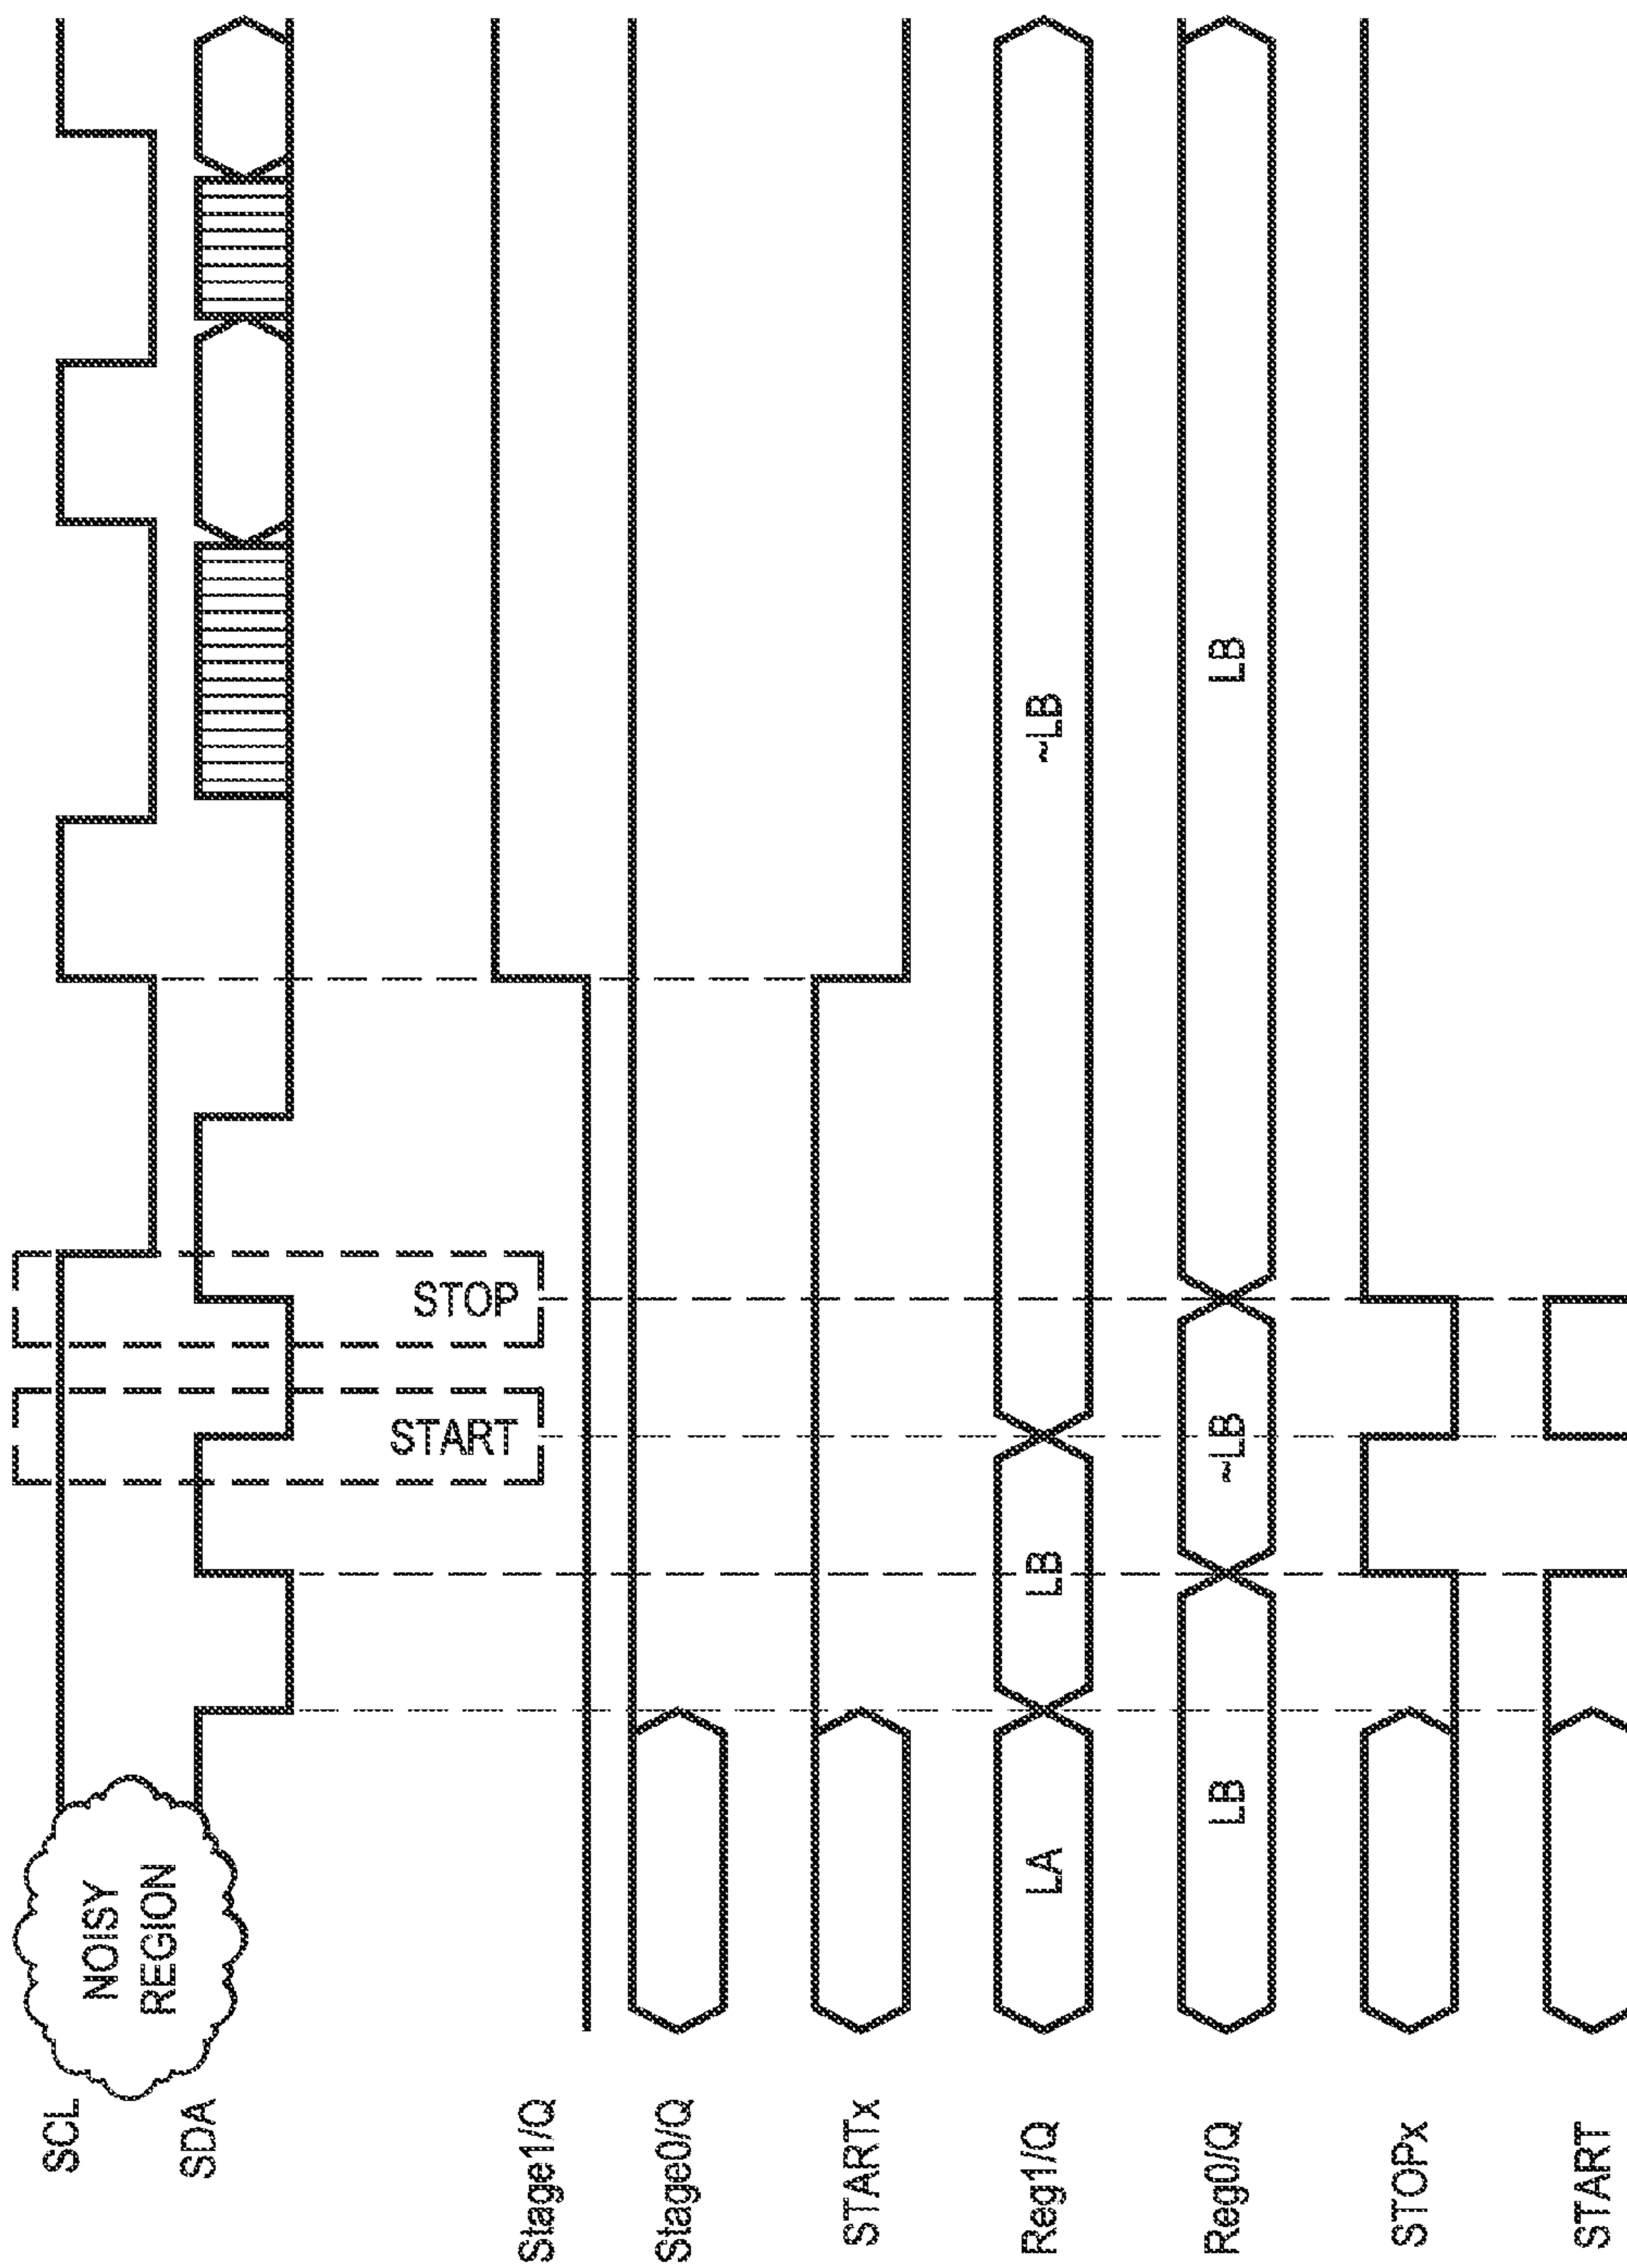 SCL
NOISY
REGION
SDA
START
STOP
Stage1/Q
Stage0/Q
STARTx
Reg1/Q
LA
LB
~LB
Reg0/Q
LB
~LB
LB
STOPx
START